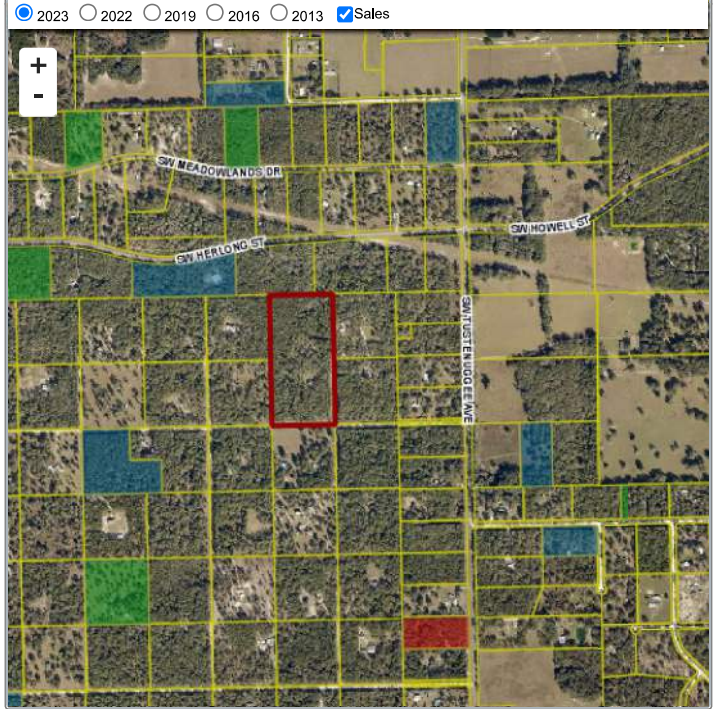 2023 2022 2019 2016 2013 Sales
+
-
SW MEADOWLANDS DR
SW HOWELL ST
SW HERLONG ST
SW TUSTENUGGEE AVE